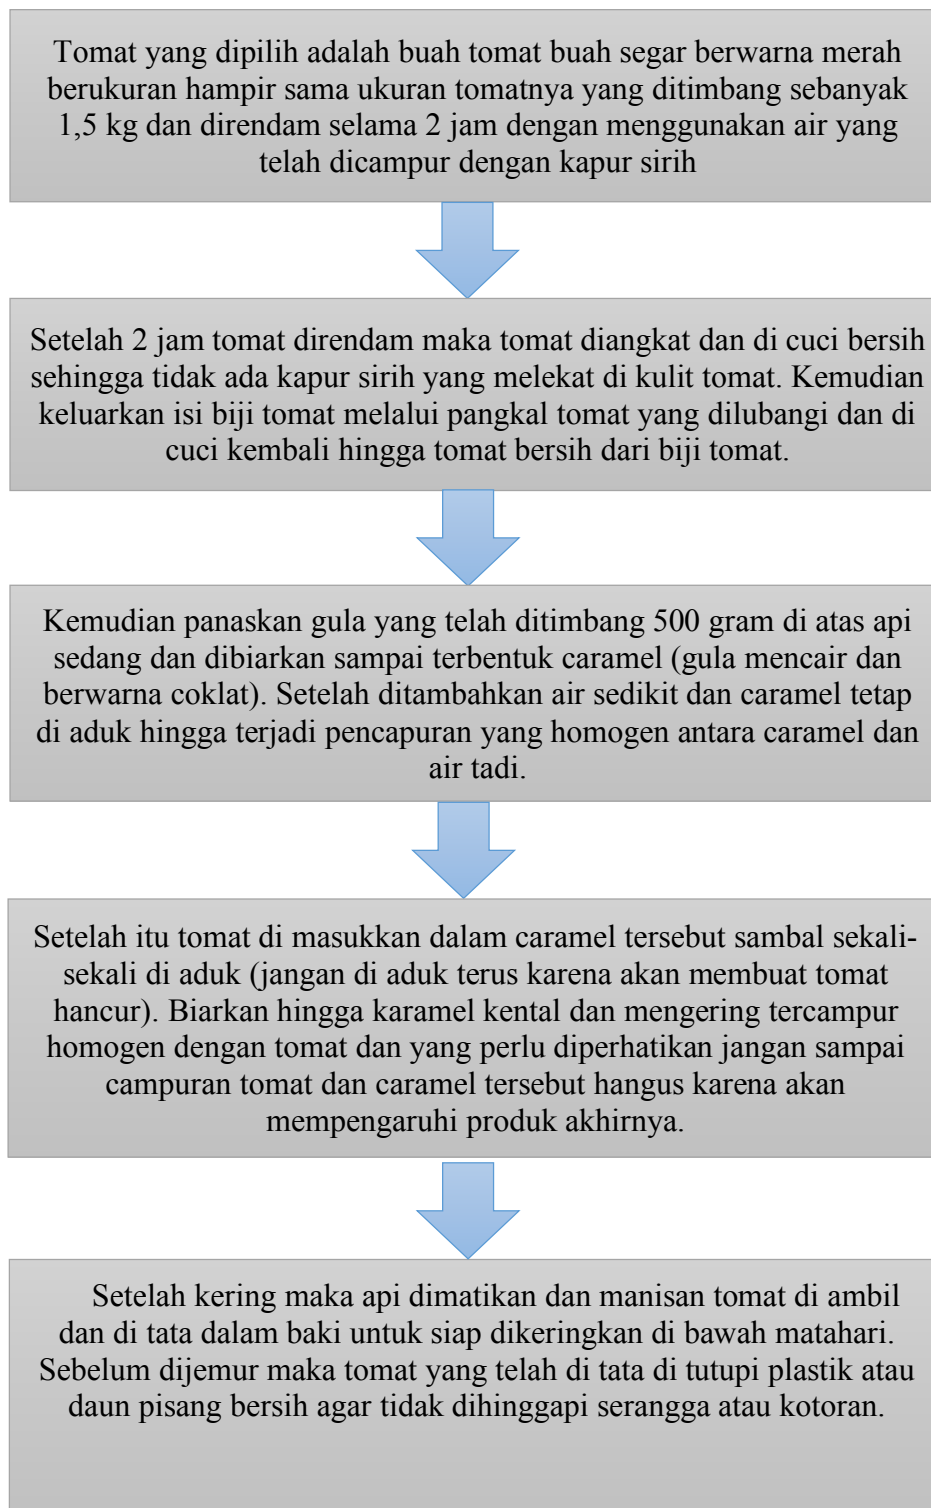 Tomat yang dipilih adalah buah tomat buah segar berwarna merah
berukuran hampir sama ukuran tomatnya yang ditimbang sebanyak
1,5 kg dan direndam selama 2 jam dengan menggunakan air yang
telah dicampur dengan kapur sirih
Setelah 2 jam tomat direndam maka tomat diangkat dan di cuci bersih
sehingga tidak ada kapur sirih yang melekat di kulit tomat. Kemudian
keluarkan isi biji tomat melalui pangkal tomat yang dilubangi dan di
cuci kembali hingga tomat bersih dari biji tomat.
Kemudian panaskan gula yang telah ditimbang 500 gram di atas api
sedang dan dibiarkan sampai terbentuk caramel (gula mencair dan
berwarna coklat). Setelah ditambahkan air sedikit dan caramel tetap
di aduk hingga terjadi pencapuran yang homogen antara caramel dan
air tadi.
Setelah itu tomat di masukkan dalam caramel tersebut sambal sekali-
sekali di aduk (jangan di aduk terus karena akan membuat tomat
hancur). Biarkan hingga karamel kental dan mengering tercampur
homogen dengan tomat dan yang perlu diperhatikan jangan sampai
campuran tomat dan caramel tersebut hangus karena akan
mempengaruhi produk akhirnya.
Setelah kering maka api dimatikan dan manisan tomat di ambil
dan di tata dalam baki untuk siap dikeringkan di bawah matahari.
Sebelum dijemur maka tomat yang telah di tata di tutupi plastik atau
daun pisang bersih agar tidak dihinggapi serangga atau kotoran.